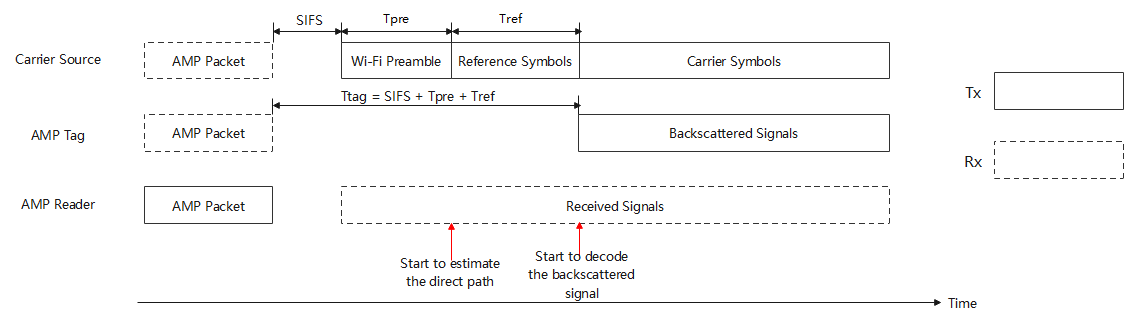 SIFS
Tpre
Tref
Carrier Source
AMP Packet
Wi-Fi Preamble
Reference Symbols
Carrier Symbols
Ttag = SIFS + Tpre + Tref
Tx
AMP Tag
AMP Packet
Backscattered Signals
Rx
AMP Reader
AMP Packet
Received Signals
Start to estimate
the direct path
Start to decode
the backscattered
signal
Time